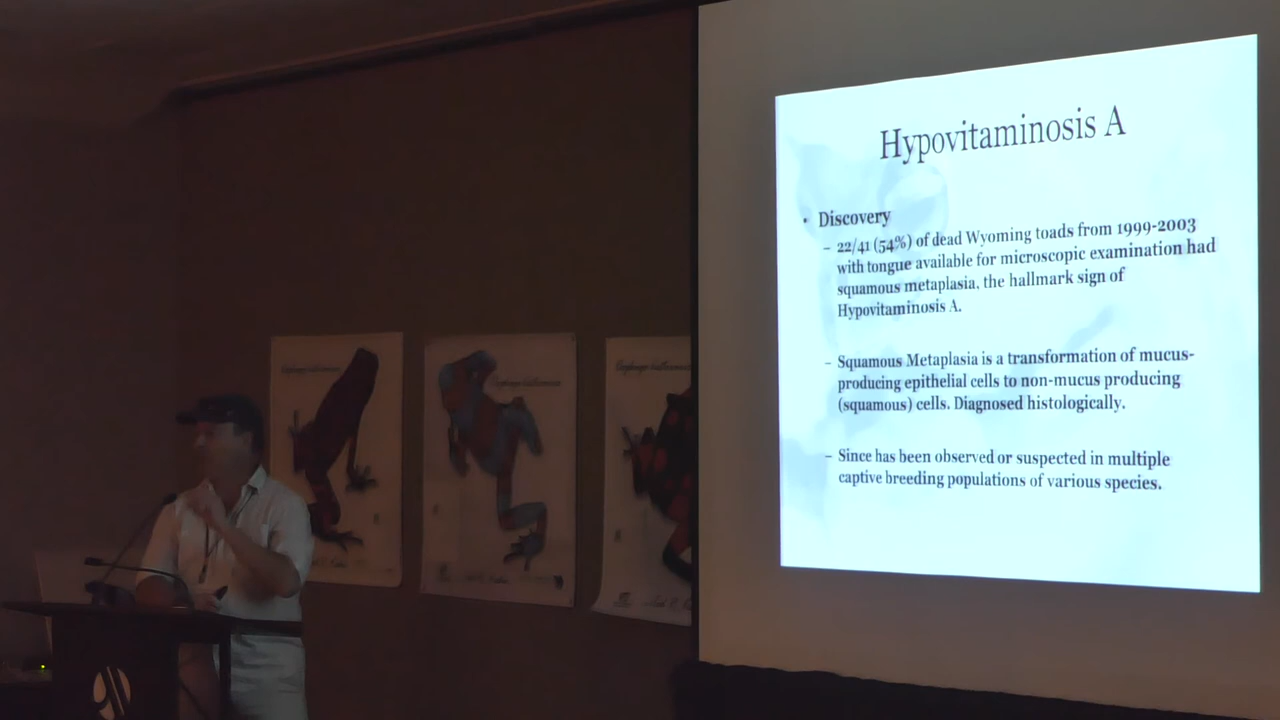 Hypovitaminosis A
• Discovery
– 22/41 (54%) of dead Wyoming toads from 1999-2003
with tongue available for microscopic examination had
squamous metaplasia, the hallmark sign of
Hypovitaminosis A.
– Squamous Metaplasia is a transformation of mucus-
producing epithelial cells to non-mucus producing
(squamous) cells. Diagnosed histologically.
– Since has been observed or suspected in multiple
captive breeding populations of various species.